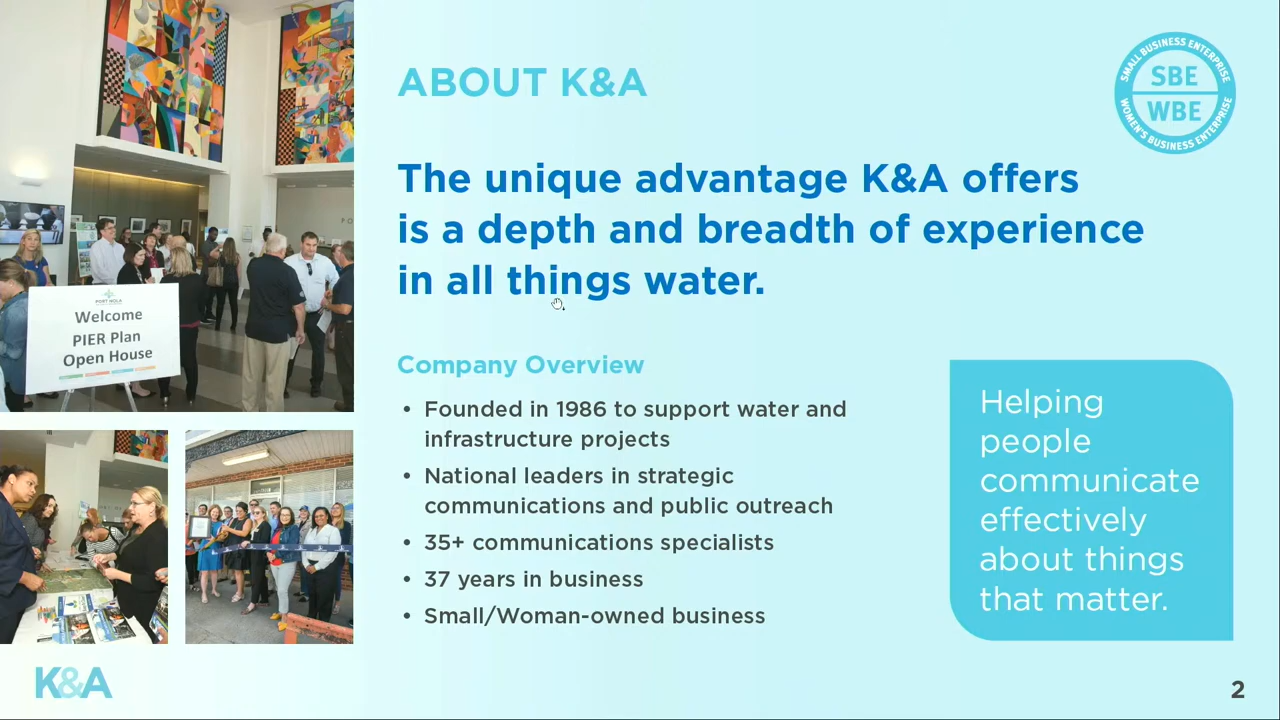 ABOUT K&A
SMALL BUSINESS ENTERPRISE
SBE
WBE
WOMEN'S BUSINESS ENTERPRISE
The unique advantage K&A offers
is a depth and breadth of experience
in all things water.
PORT NOLA
Welcome
PIER Plan
Open House
Company Overview
• Founded in 1986 to support water and
infrastructure projects
• National leaders in strategic
communications and public outreach
• 35+ communications specialists
• 37 years in business
• Small/Woman-owned business
Helping
people
communicate
effectively
about things
that matter.
K&A
2